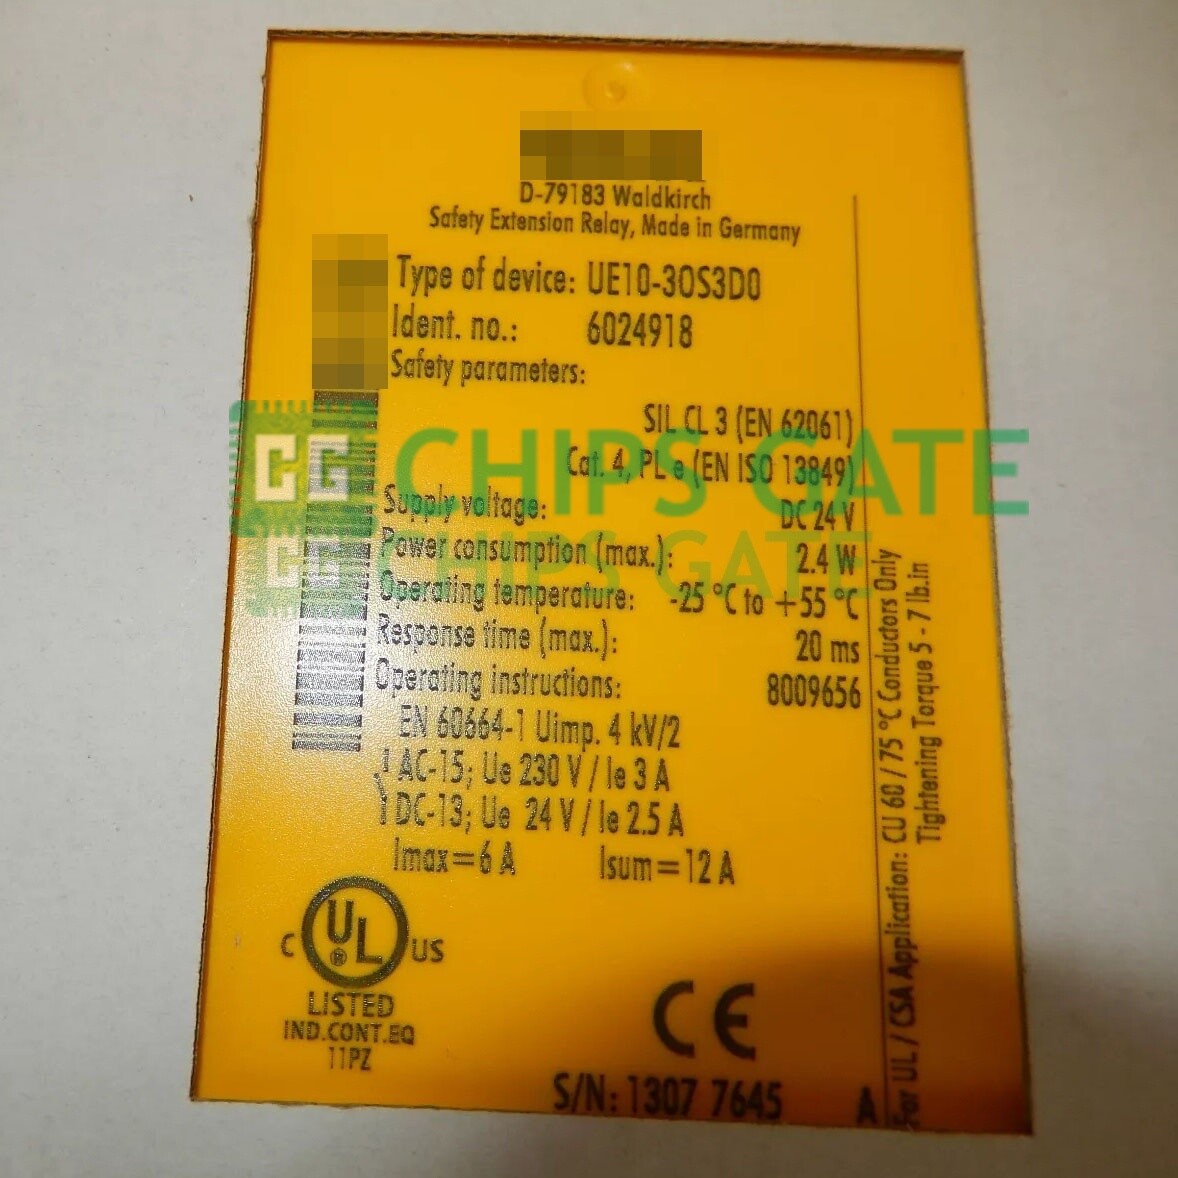 D-79183 Waldkirch
Safety Extension Relay, Made in Germany
Type of device: UE10-3OS3D0
Ident. no.: 6024918
Safety parameters:
SIL CL 3 (EN 62061)
Cat. 4, PL e (EN ISO 13849)
Supply voltage: DC 24 V
Power consumption (max.): 2.4 W
Operating temperature: -25 °C to +55 °C
Response time (max.): 20 ms
Operating instructions: 8009656
EN 60664-1 Uimp. 4 kV/2
AC-15; Ue 230 V / Ie 3 A
DC-13; Ue 24 V / Ie 2.5 A
Imax=6 A Isum=12 A
C UL ® US
LISTED
IND.CONT.EQ
11PZ
CE
S/N: 1307 7645 A
For UL / CSA Application: CU 60 / 75 °C Conductors Only
Tightening Torque 5 - 7 lb.in
CG CHIPS GATE
CG CHIPS GATE